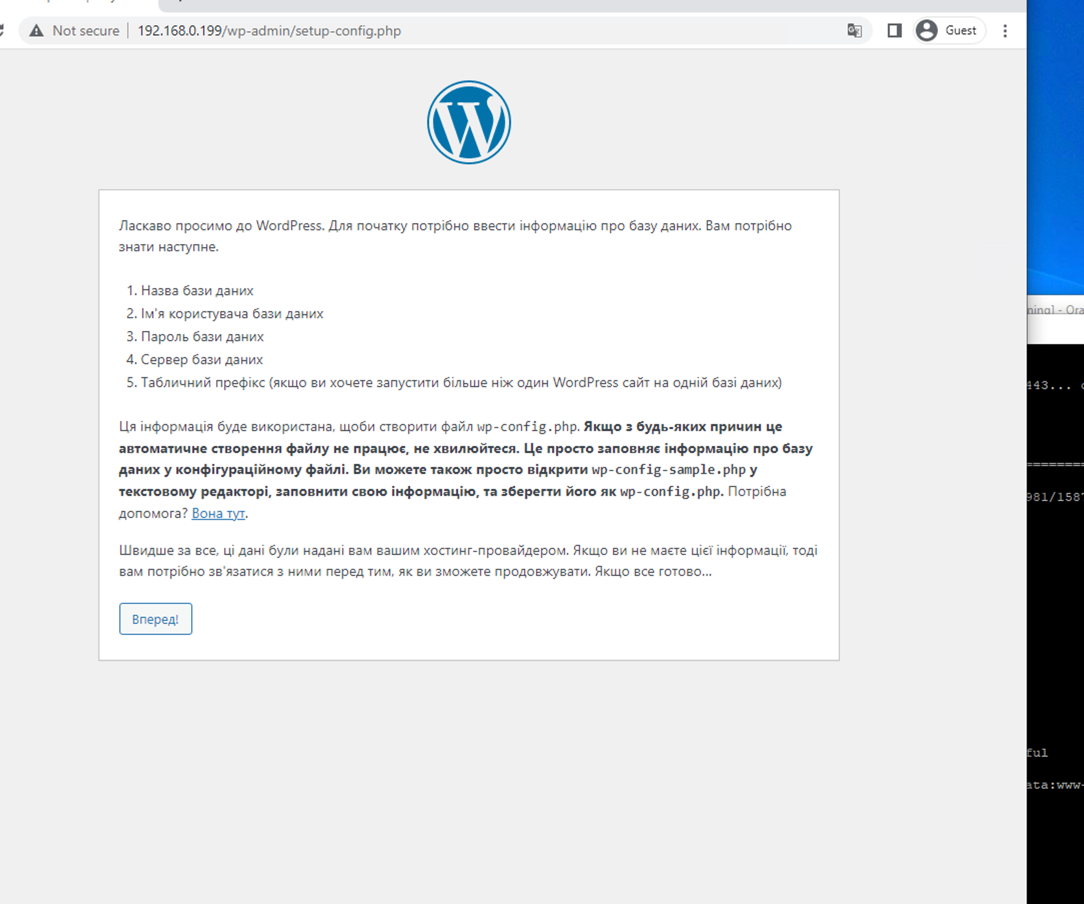 Not secure
192.168.0.199/wp-admin/setup-config.php
Guest
Ласкаво просимо до WordPress. Для початку потрібно ввести інформацію про базу даних. Вам потрібно
знати наступне.
1. Назва бази даних
2. Ім'я користувача бази даних
3. Пароль бази даних
4. Сервер бази даних
5. Табличний префікс (якщо ви хочете запустити більше ніж один WordPress сайт на одній базі даних)
Ця інформація буде використана, щоби створити файл wp-config.php. Якщо з будь-яких причин це
автоматичне створення файлу не працює, не хвилюйтеся. Це просто заповняє інформацію про базу
даних у конфігураційному файлі. Ви можете також просто відкрити wp-config-sample.php у
текстовому редакторі, заповнити свою інформацію, та зберегти його як wp-config.php. Потрібна
допомога? Вона тут.
Швидше за все, ці дані були надані вам вашим хостинг-провайдером. Якщо ви не маєте цієї інформації, тоді
вам потрібно зв'язатися з ними перед тим, як ви зможете продовжувати. Якщо все готово...
Вперед!
ning] - Ora
443...
=======
981/1587
ful
ata:www-